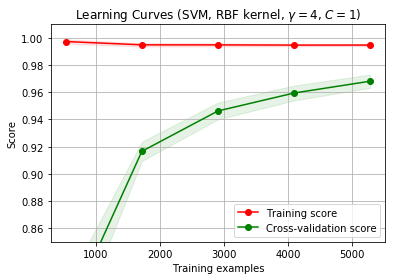 Learning Curves (SVM, RBF kernel, γ = 4, C = 1)
1.00
0.98
0.96
0.94
0.92
0.90
0.88
0.86
Score
1000 2000 3000 4000 5000
Training examples
Training score
Cross-validation score